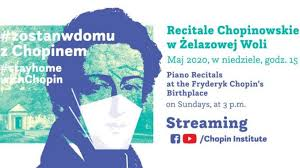 #zostanwdomu
z Chopinem
#stayhome
withChopin
Recitale Chopinowskie
w Żelazowej Woli
Maj 2020, w niedziele, godz. 15
Piano Recitals
at the Fryderyk Chopin's
Birthplace
on Sundays, at 3 p.m.
Streaming
/Chopin Institute